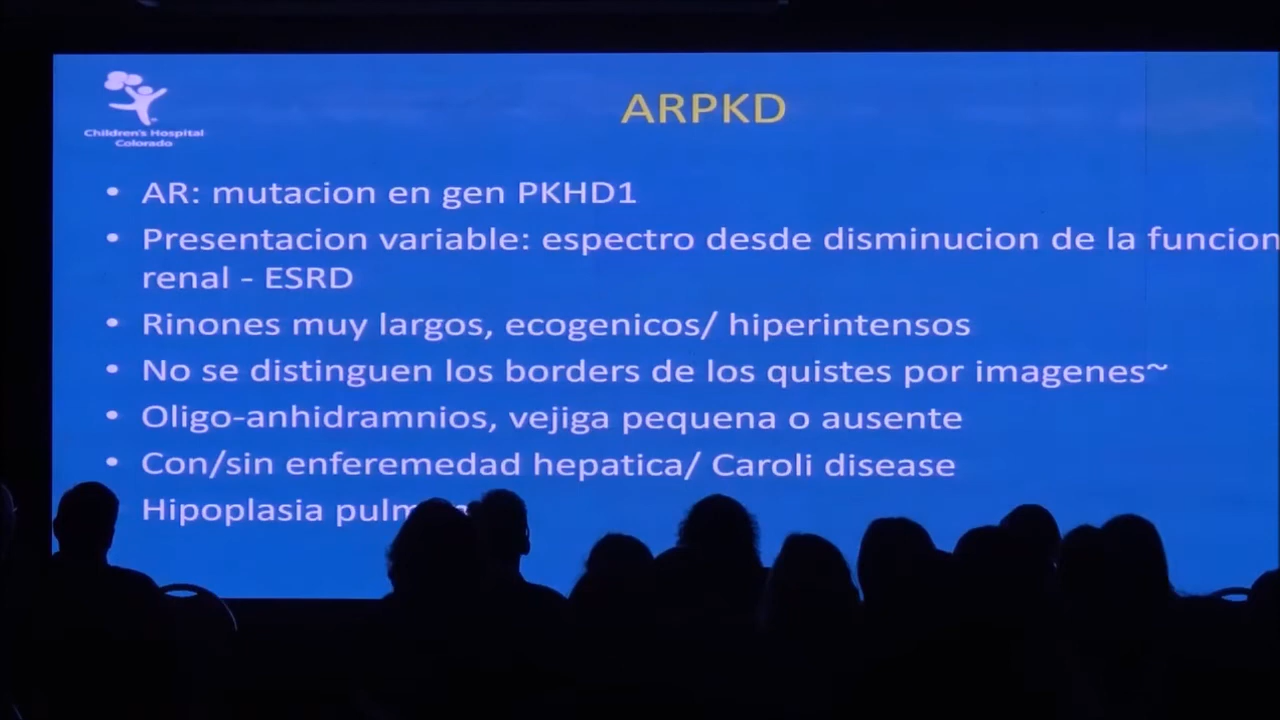 Children's Hospital
Colorado
ARPKD
• AR: mutacion en gen PKHD1
• Presentacion variable: espectro desde disminucion de la funcion
renal - ESRD
• Rinones muy largos, ecogenicos/ hiperintensos
• No se distinguen los borders de los quistes por imagenes~
• Oligo-anhidramnios, vejiga pequena o ausente
• Con/sin enferemedad hepatica/ Caroli disease
Hipoplasia